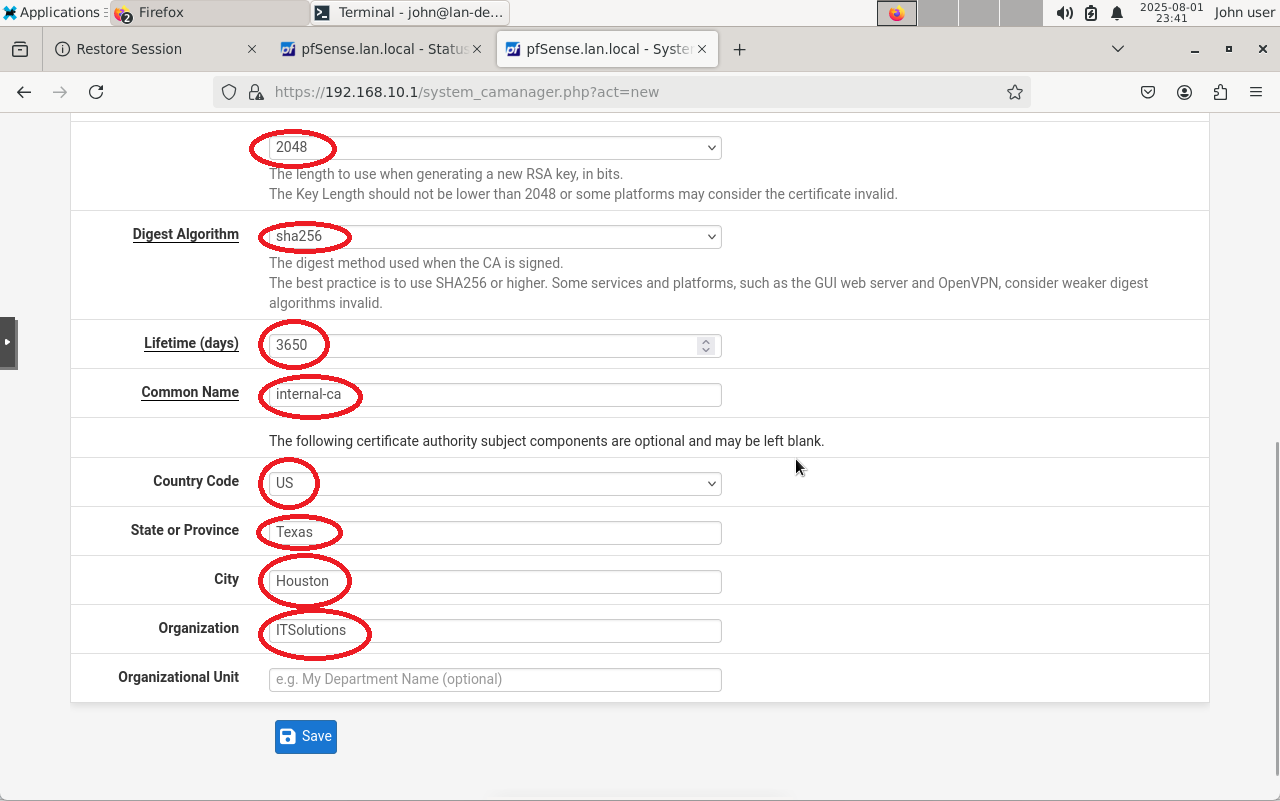 Applications
2 Firefox
Terminal - john@lan-de...
2025-08-01
23:41
John user
Restore Session
pfSense.lan.local - Status
pfSense.lan.local - Syste
https://192.168.10.1/system_camanager.php?act=new
2048
The length to use when generating a new RSA key, in bits.
The Key Length should not be lower than 2048 or some platforms may consider the certificate invalid.
Digest Algorithm
sha256
The digest method used when the CA is signed.
The best practice is to use SHA256 or higher. Some services and platforms, such as the GUI web server and OpenVPN, consider weaker digest
algorithms invalid.
Lifetime (days)
3650
Common Name
internal-ca
The following certificate authority subject components are optional and may be left blank.
Country Code
US
State or Province
Texas
City
Houston
Organization
ITSolutions
Organizational Unit
e.g. My Department Name (optional)
Save